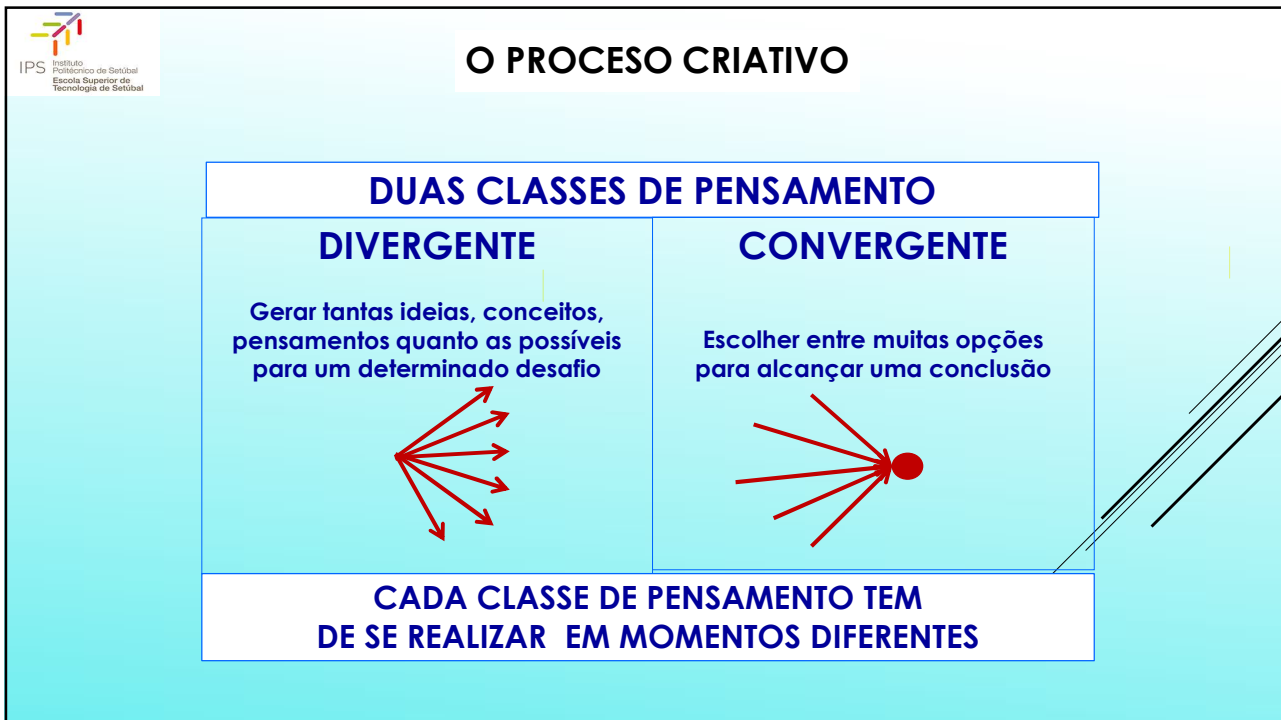 IPS
Instituto
Politécnico de Setúbal
Escola Superior de
Tecnologia de Setúbal
O PROCESO CRIATIVO
DUAS CLASSES DE PENSAMENTO
DIVERGENTE
Gerar tantas ideias, conceitos,
pensamentos quanto as possíveis
para um determinado desafio
CONVERGENTE
Escolher entre muitas opções
para alcançar uma conclusão
CADA CLASSE DE PENSAMENTO TEM
DE SE REALIZAR EM MOMENTOS DIFERENTES